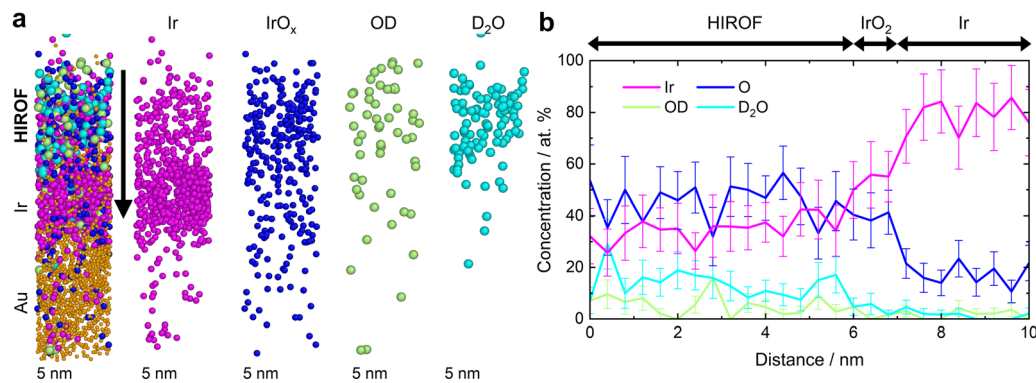 a
Ir
IrOₓ
OD
D₂O
HIROF
Ir
Au
5 nm
5 nm
5 nm
5 nm
5 nm
b
HIROF
IrO₂
Ir
Concentration / at. %
100
80
60
40
20
0
Ir
O
OD
D₂O
0
2
4
6
8
10
Distance / nm